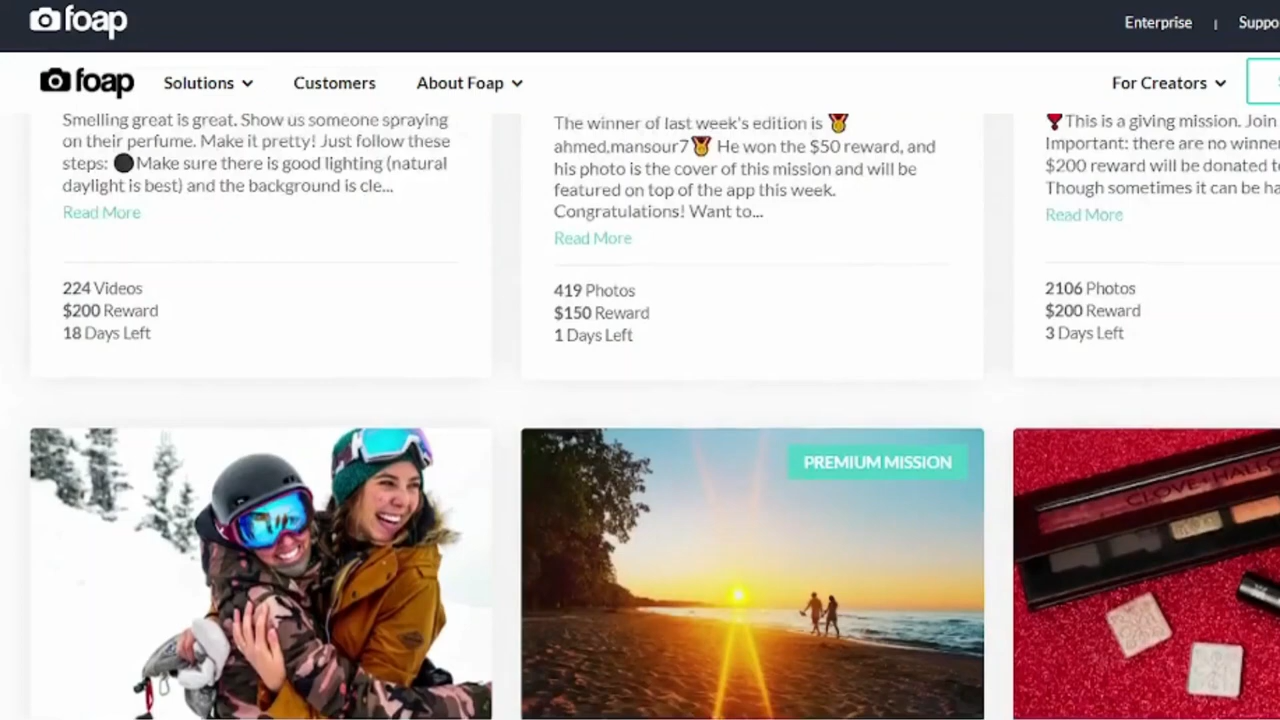 foap
Enterprise | Suppo
foap Solutions Customers About Foap For Creators
Smelling great is great. Show us someone spraying
on their perfume. Make it pretty! Just follow these
steps: ⚫Make sure there is good lighting (natural
daylight is best) and the background is cle...
Read More
224 Videos
$200 Reward
18 Days Left
The winner of last week's edition is 🏅
ahmed,mansour7🏅 He won the $50 reward, and
his photo is the cover of this mission and will be
featured on top of the app this week.
Congratulations! Want to...
Read More
419 Photos
$150 Reward
1 Days Left
❣This is a giving mission. Join
Important: there are no winner
$200 reward will be donated to
Though sometimes it can be ha
Read More
2106 Photos
$200 Reward
3 Days Left
PREMIUM MISSION